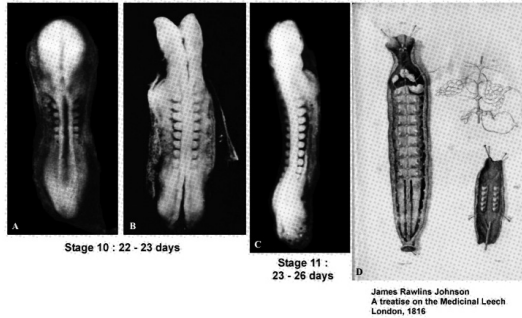 A
B
C
D
Stage 10 : 22 - 23 days
Stage 11 :
23 - 26 days
James Rawlins Johnson
A treatise on the Medicinal Leech
London, 1816